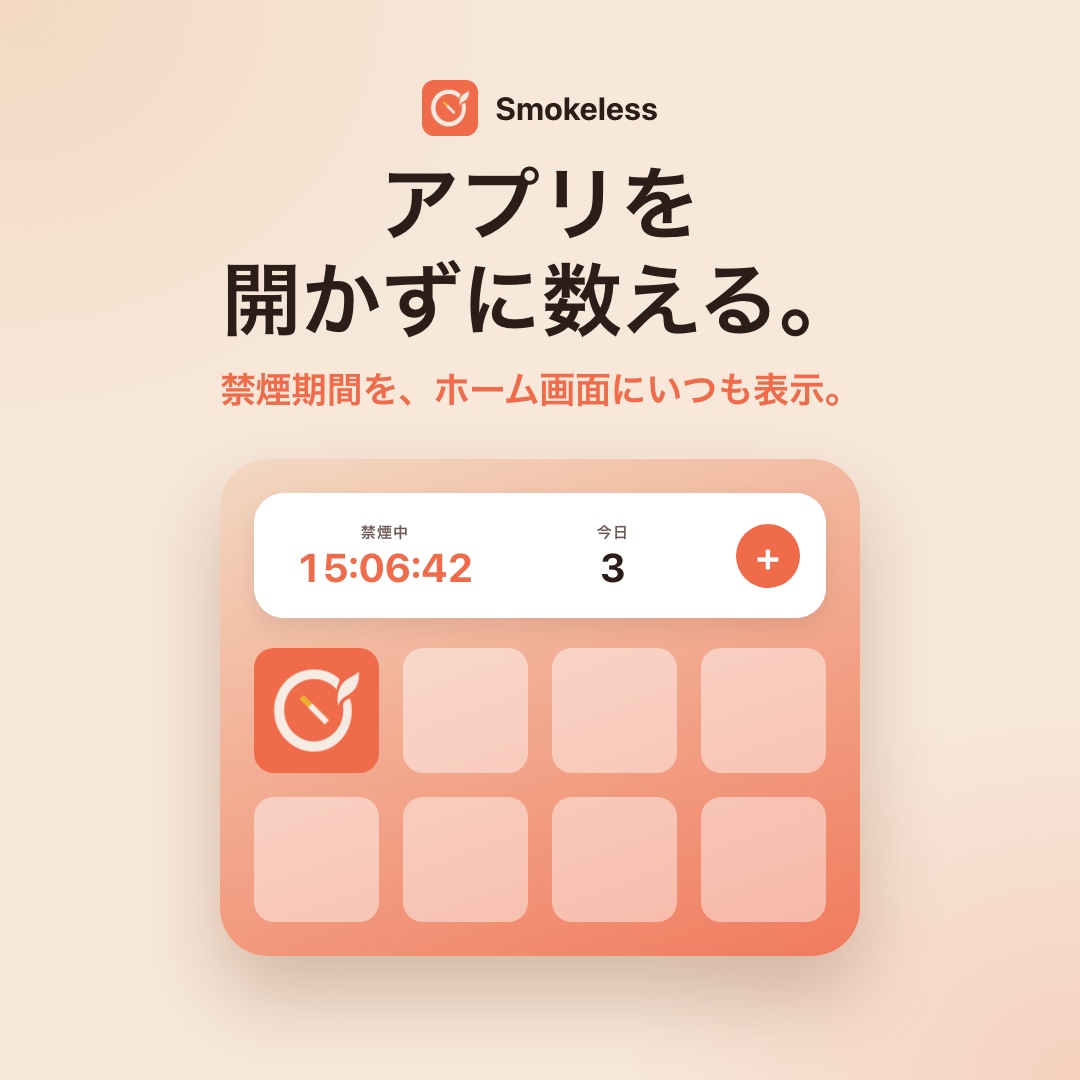 Smokeless
アプリを
開かずに数える。
禁煙期間を、ホーム画面にいつも表示。
禁煙中
今日
15:06:42
3
+